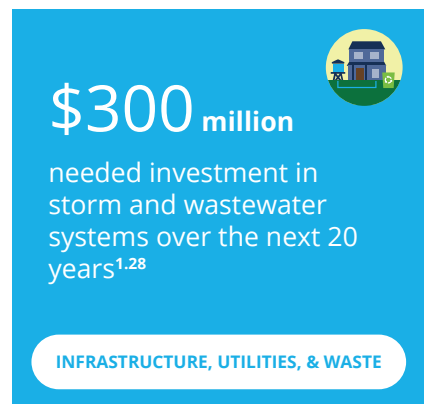 $300 million
needed investment in
storm and wastewater
systems over the next 20
years1.28
INFRASTRUCTURE, UTILITIES, & WASTE